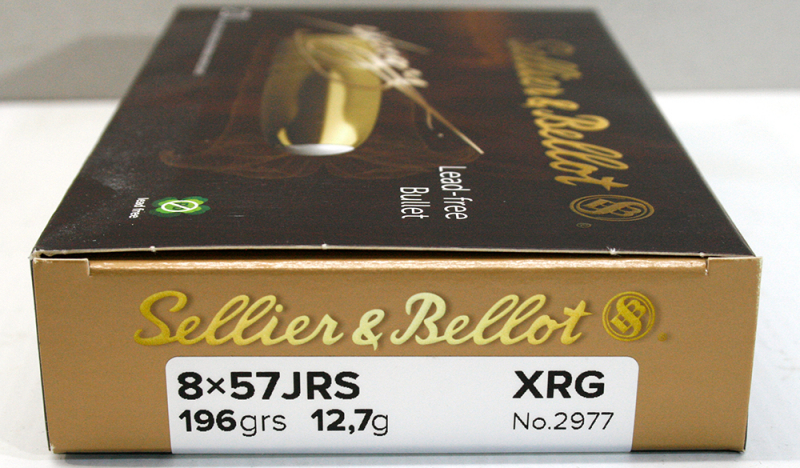 Sellier & Bellot
Lead-free
Bullet
lead free
Sellier & Bellot
8×57JRS XRG
196grs 12,7g No.2977